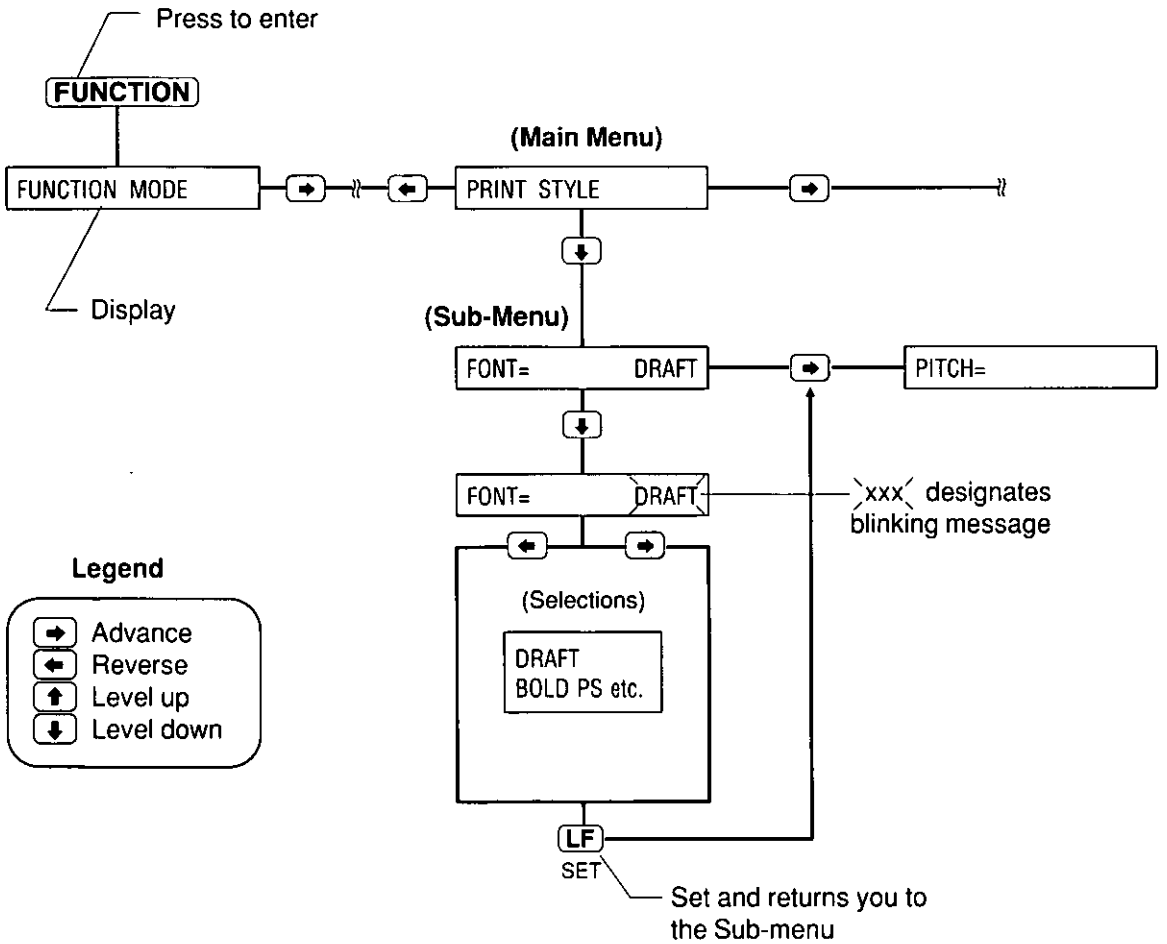 Press to enter
FUNCTION
(Main Menu)
FUNCTION MODE
PRINT STYLE
Display
(Sub-Menu)
FONT= DRAFT
PITCH=
FONT= DRAFT
xxx designates
blinking message
(Selections)
DRAFT
BOLD PS etc.
Legend
Advance
Reverse
Level up
Level down
LF
SET
Set and returns you to
the Sub-menu